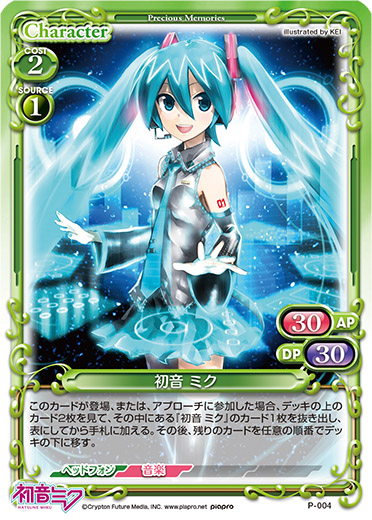 Precious Memories
Character
illustrated by KEI
COST
2
SOURCE
1
01
30 AP
DP 30
初音 ミク
このカードが登場、または、アプローチに参加した場合、デッキの上の
カード2枚を見て、その中にある「初音 ミク」のカード1枚を抜き出し、
表にしてから手札に加える。その後、残りのカードを任意の順番でデッ
キの下に移す。
ヘッドフォン 音楽
初音ミク
HATSUNE MIKU
©Crypton Future Media, INC. www.piapro.net piapro
P-004